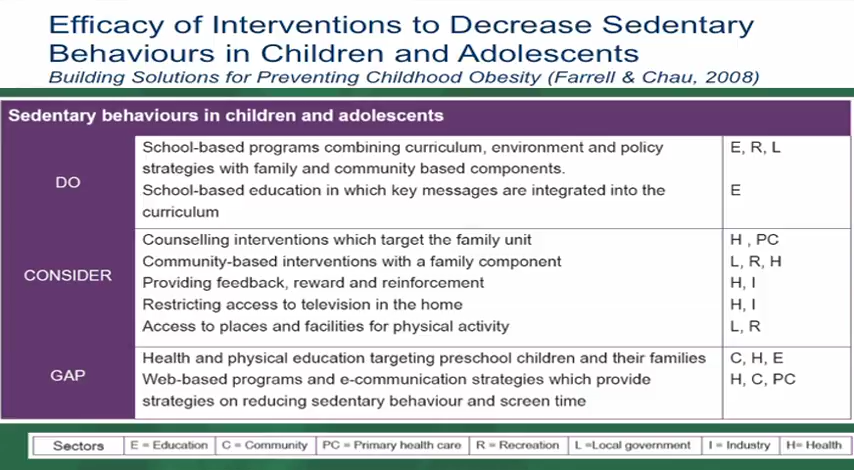 Efficacy of Interventions to Decrease Sedentary
Behaviours in Children and Adolescents
Building Solutions for Preventing Childhood Obesity (Farrell & Chau, 2008)
Sedentary behaviours in children and adolescents
DO
School-based programs combining curriculum, environment and policy E, R, L
strategies with family and community based components.
School-based education in which key messages are integrated into the E
curriculum
CONSIDER
Counselling interventions which target the family unit H , PC
Community-based interventions with a family component L, R, H
Providing feedback, reward and reinforcement H, I
Restricting access to television in the home H, I
Access to places and facilities for physical activity L, R
GAP
Health and physical education targeting preschool children and their families C, H, E
Web-based programs and e-communication strategies which provide H, C, PC
strategies on reducing sedentary behaviour and screen time
Sectors E = Education C = Community PC = Primary health care R = Recreation L =Local government I = Industry H= Health